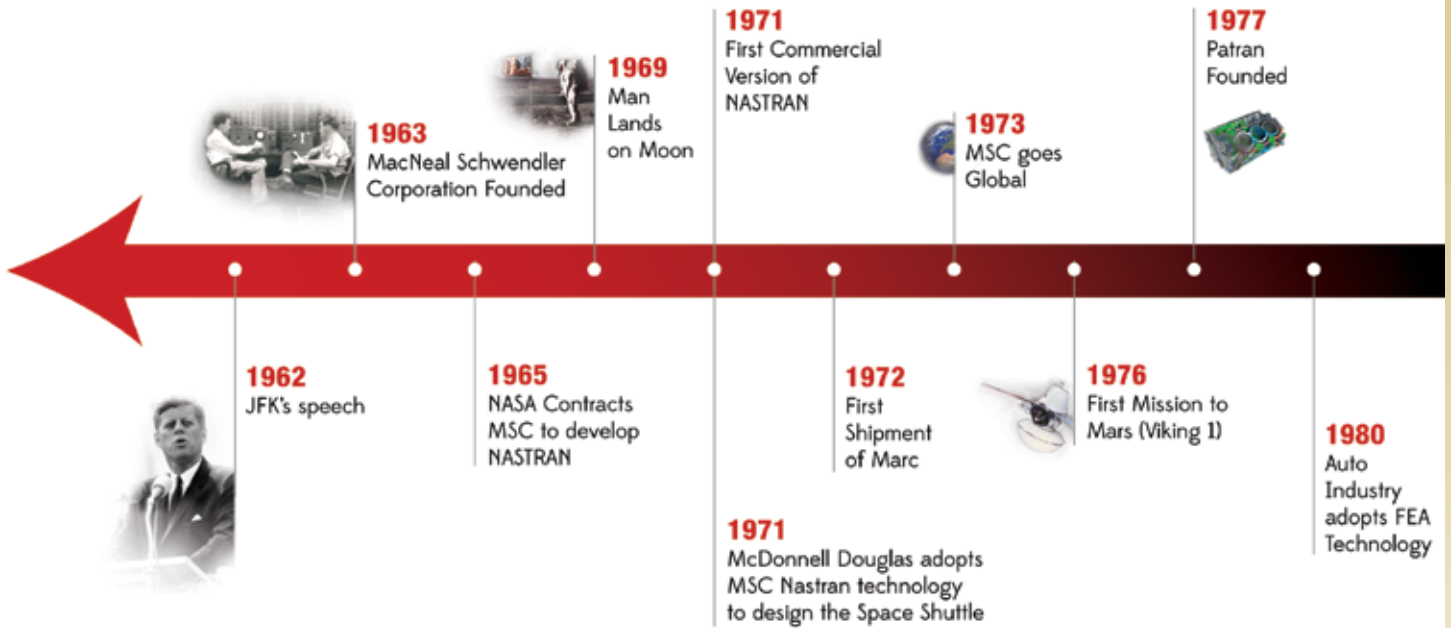 1962
JFK's speech
1963
MacNeal Schwendler
Corporation Founded
1965
NASA Contracts
MSC to develop
NASTRAN
1969
Man
Lands
on Moon
1971
First Commercial
Version of
NASTRAN
1971
McDonnell Douglas adopts
MSC Nastran technology
to design the Space Shuttle
1972
First
Shipment
of Marc
1973
MSC goes
Global
1976
First Mission to
Mars (Viking 1)
1977
Patran
Founded
1980
Auto
Industry
adopts FEA
Technology